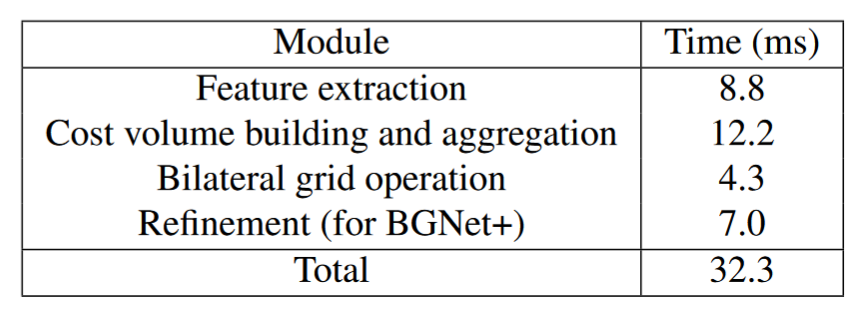 Module Time (ms)
Feature extraction 8.8
Cost volume building and aggregation 12.2
Bilateral grid operation 4.3
Refinement (for BGNet+) 7.0
Total 32.3